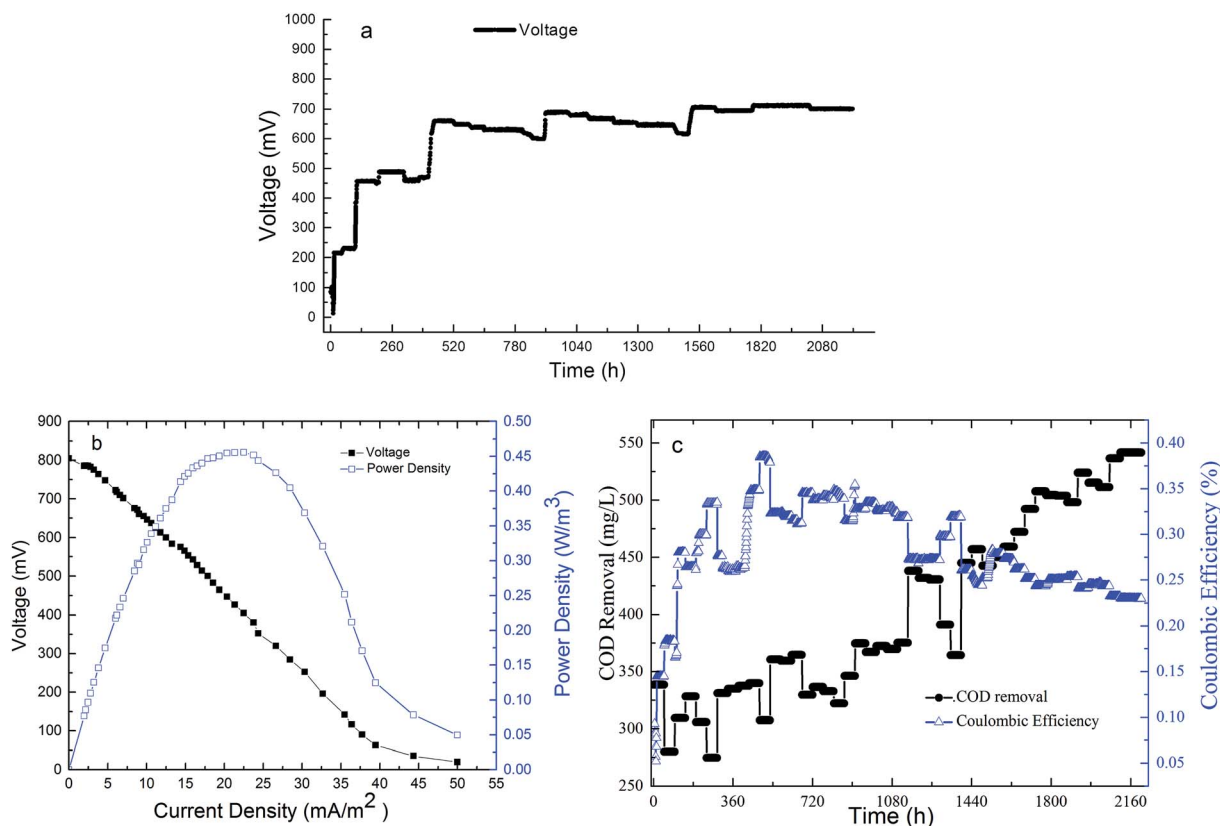 a
Voltage
1000
900
800
700
600
500
400
300
200
100
0
Voltage (mV)
0 260 520 780 1040 1300 1560 1820 2080
Time (h)
b
Voltage
Power Density
900
800
700
600
500
400
300
200
100
0
Voltage (mV)
0.50
0.45
0.40
0.35
0.30
0.25
0.20
0.15
0.10
0.05
0.00
Power Density (W/m³)
0 5 10 15 20 25 30 35 40 45 50 55
Current Density (mA/m²)
c
550
500
450
400
350
300
250
COD Removal (mg/L)
0.40
0.35
0.30
0.25
0.20
0.15
0.10
0.05
Coulombic Efficiency (%)
COD removal
Coulombic Efficiency
0 360 720 1080 1440 1800 2160
Time (h)